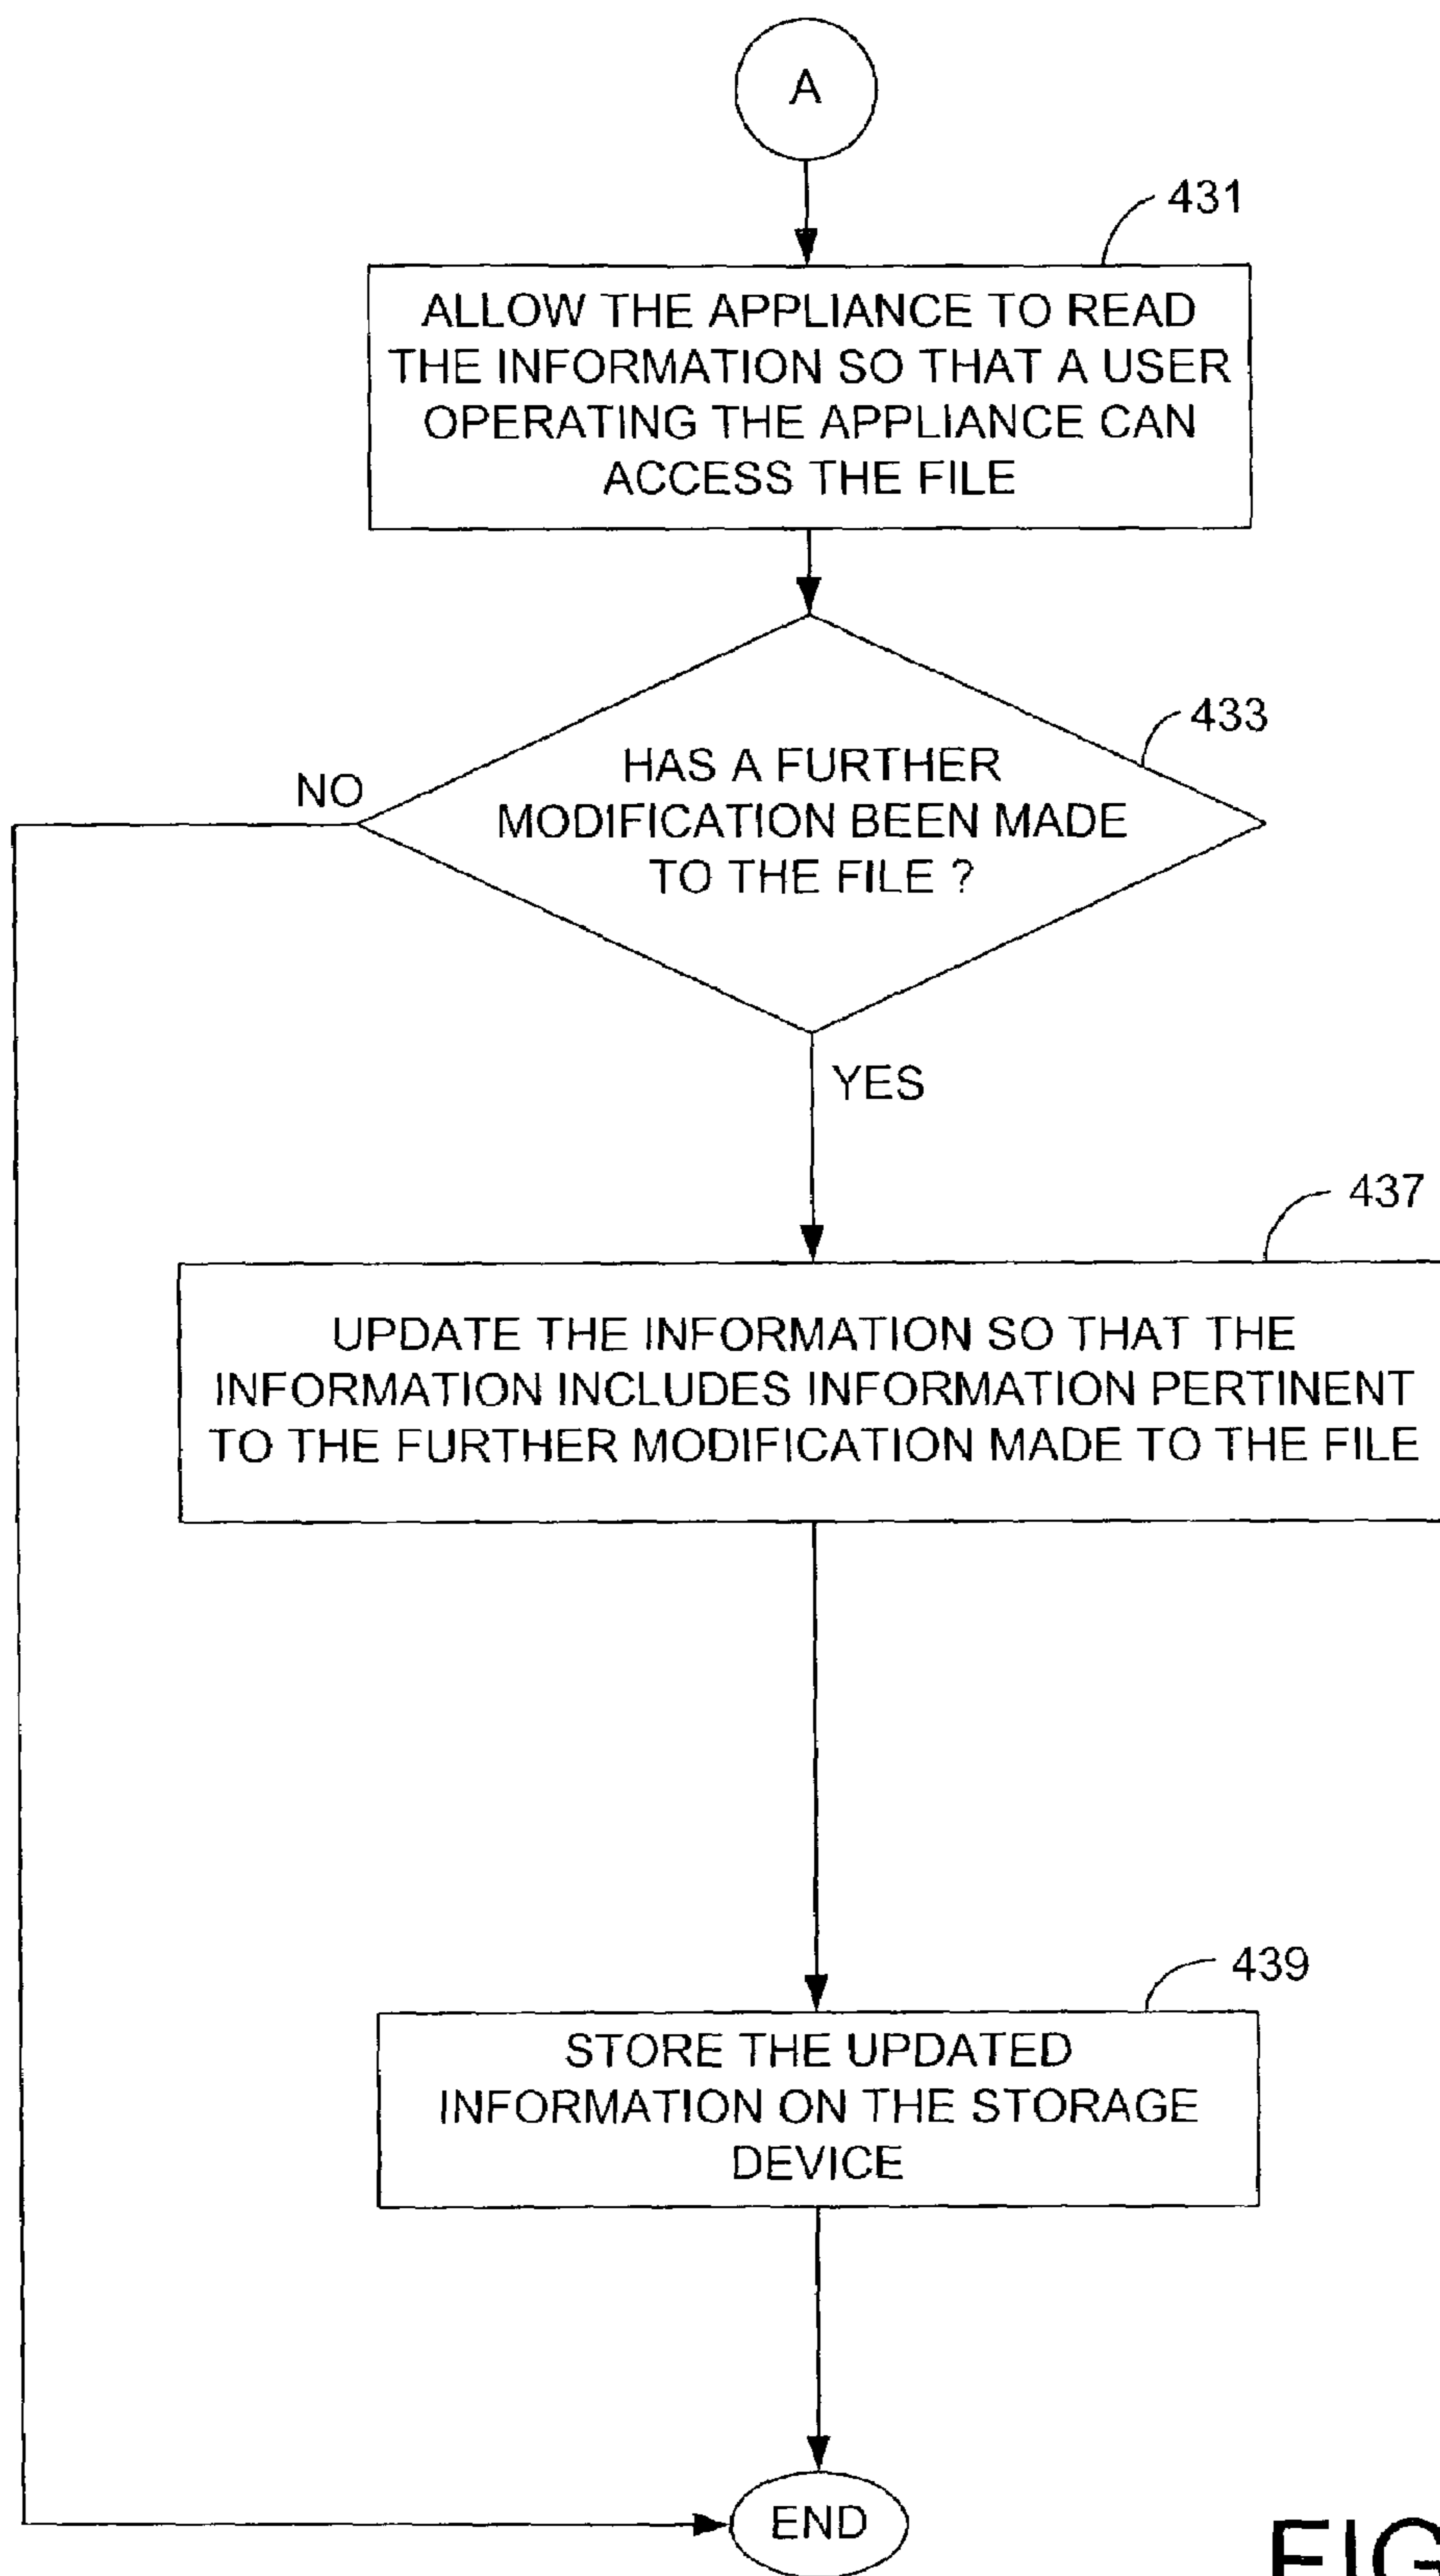 A
431
ALLOW THE APPLIANCE TO READ
THE INFORMATION SO THAT A USER
OPERATING THE APPLIANCE CAN
ACCESS THE FILE
433
HAS A FURTHER
MODIFICATION BEEN MADE
TO THE FILE ?
NO
YES
437
UPDATE THE INFORMATION SO THAT THE
INFORMATION INCLUDES INFORMATION PERTINENT
TO THE FURTHER MODIFICATION MADE TO THE FILE
439
STORE THE UPDATED
INFORMATION ON THE STORAGE
DEVICE
END
FIG